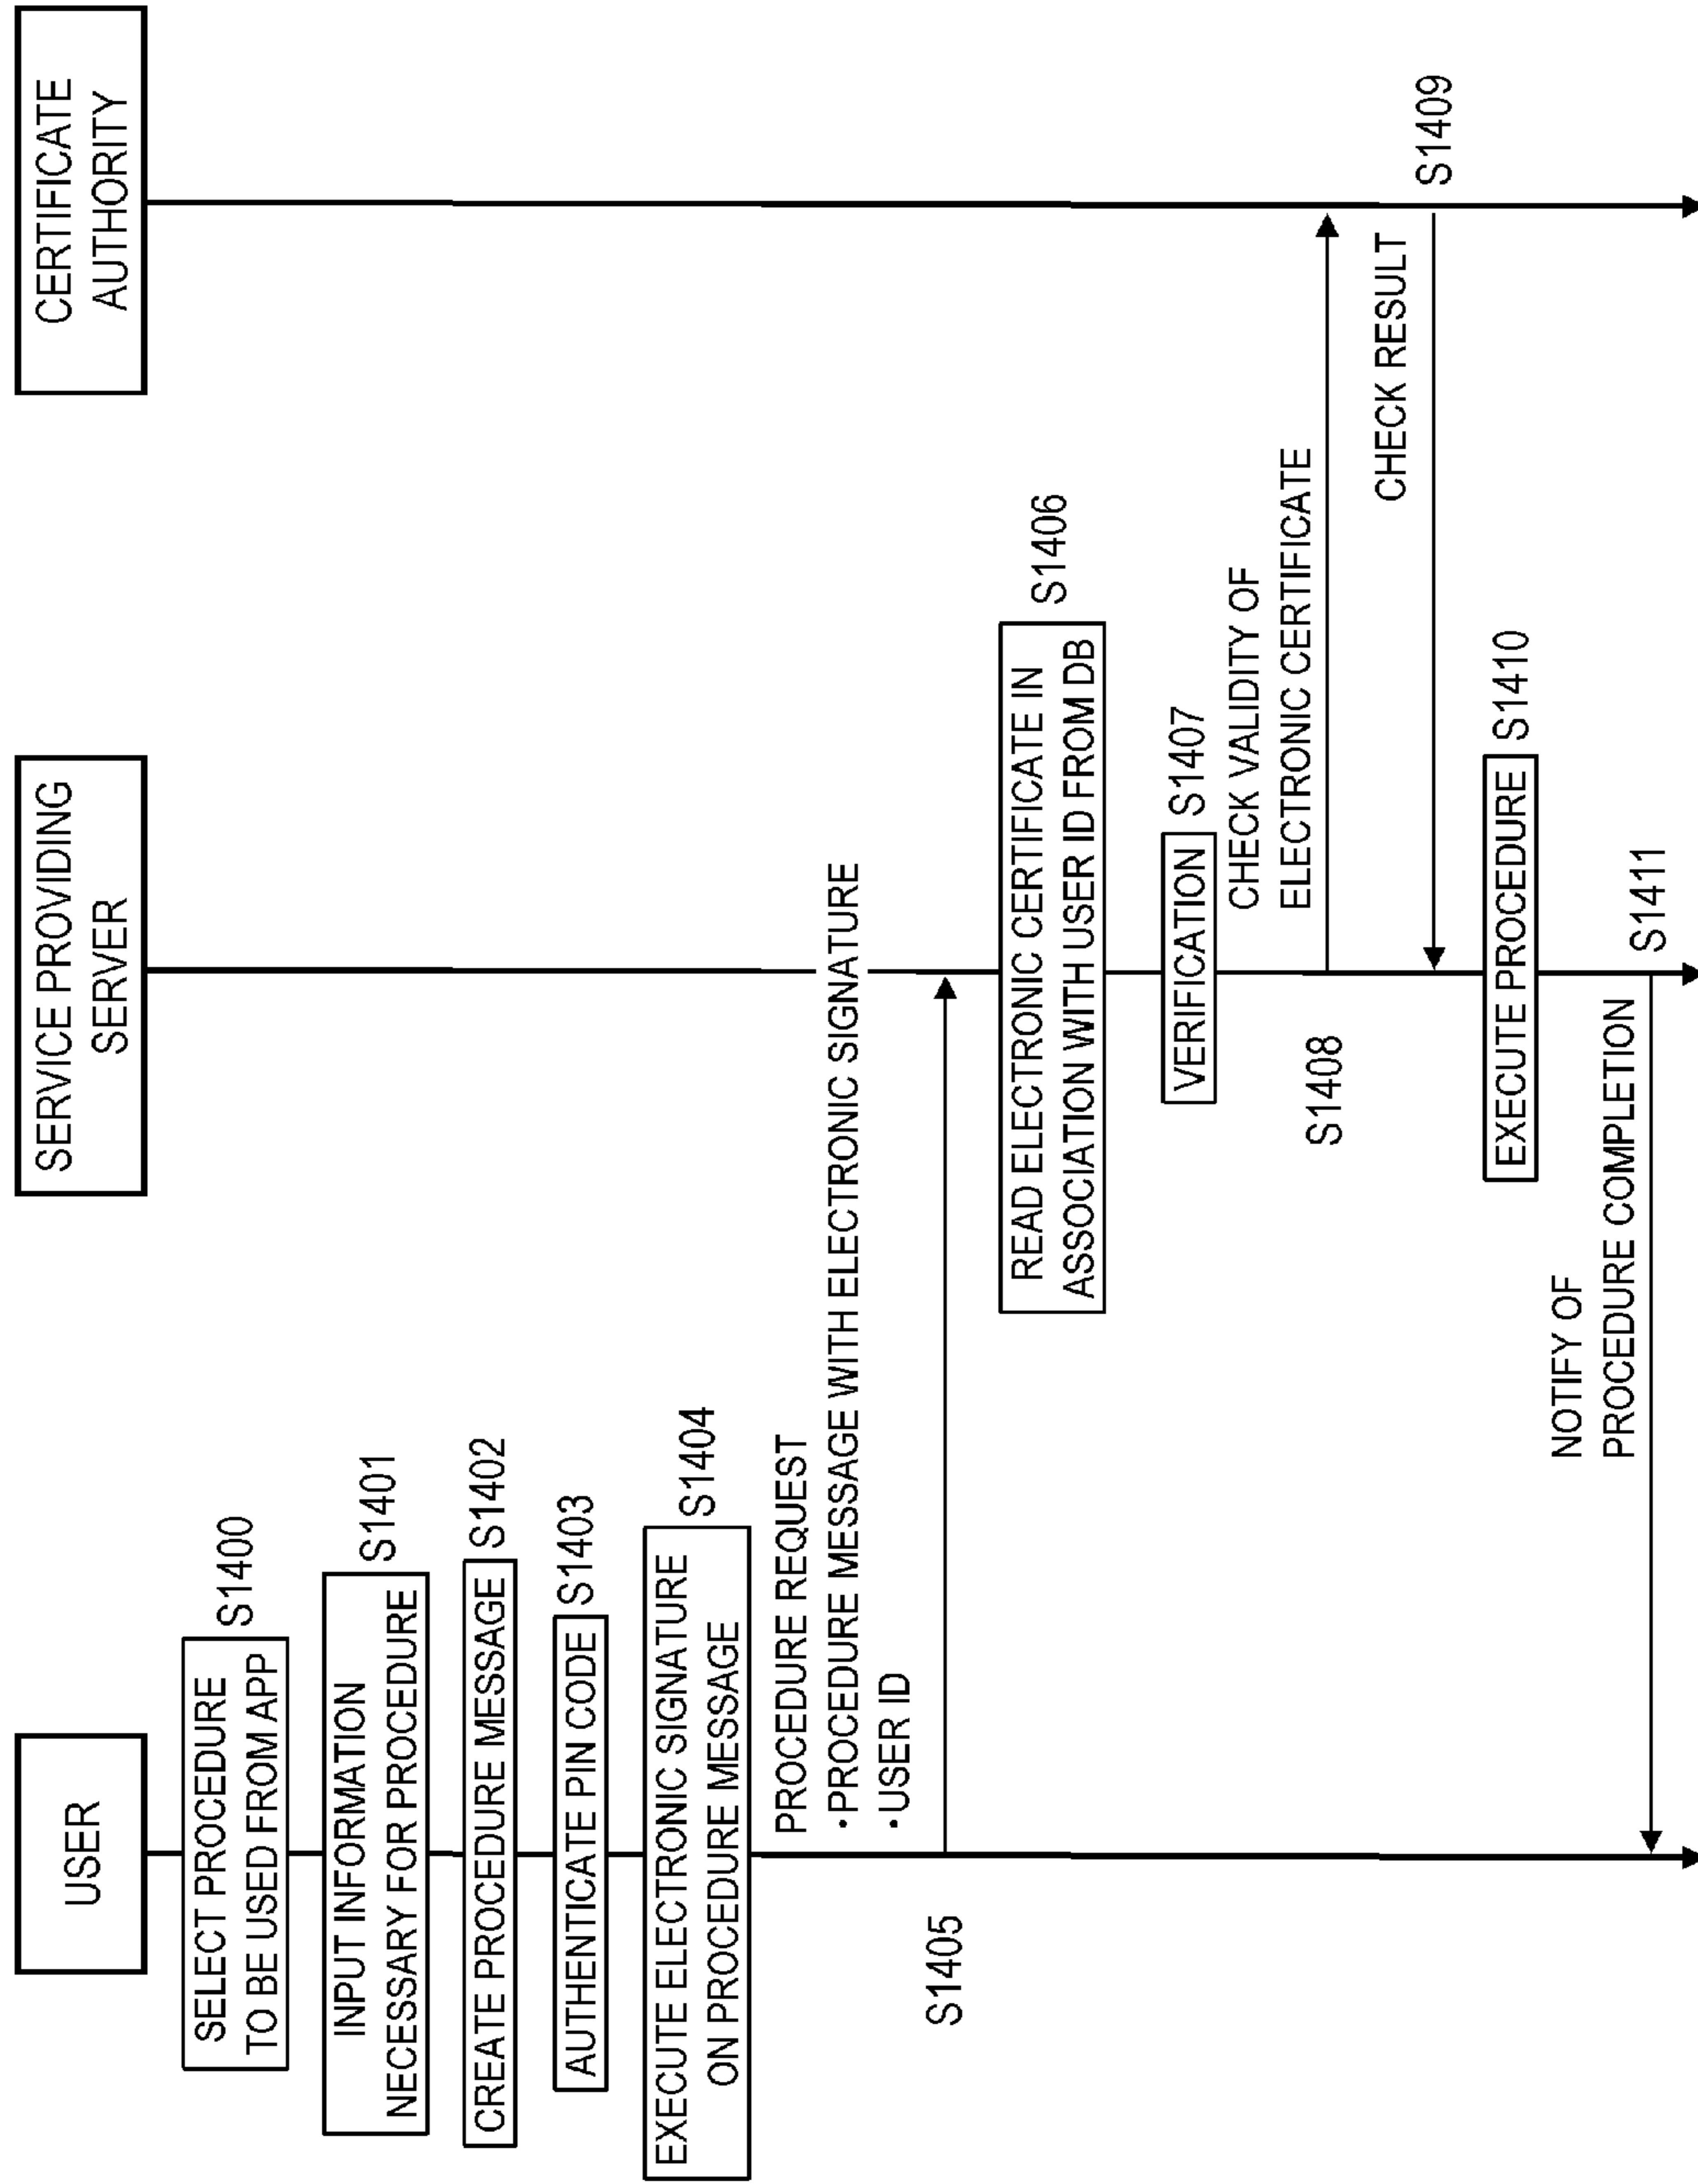 USER
SERVICE PROVIDING
SERVER
CERTIFICATE
AUTHORITY
SELECT PROCEDURE
TO BE USED FROM APP
S1400
INPUT INFORMATION
NECESSARY FOR PROCEDURE
S1401
CREATE PROCEDURE MESSAGE
S1402
AUTHENTICATE PIN CODE
S1403
EXECUTE ELECTRONIC SIGNATURE
ON PROCEDURE MESSAGE
S1404
PROCEDURE REQUEST
・PROCEDURE MESSAGE WITH ELECTRONIC SIGNATURE
・USER ID
S1405
READ ELECTRONIC CERTIFICATE IN
ASSOCIATION WITH USER ID FROM DB
S1406
VERIFICATION
S1407
CHECK VALIDITY OF
ELECTRONIC CERTIFICATE
S1408
CHECK RESULT
S1409
EXECUTE PROCEDURE
S1410
NOTIFY OF
PROCEDURE COMPLETION
S1411